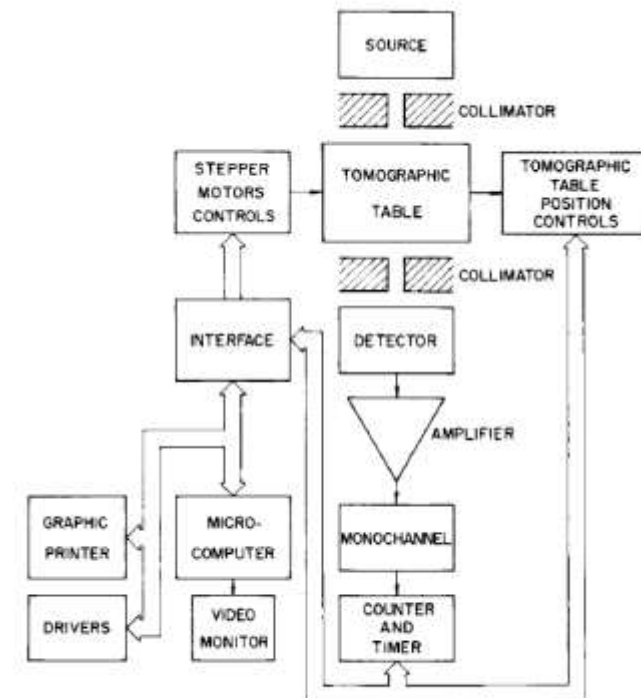 SOURCE
COLLIMATOR
STEPPER
MOTORS
CONTROLS
TOMOGRAPHIC
TABLE
TOMOGRAPHIC
TABLE
POSITION
CONTROLS
COLLIMATOR
INTERFACE
DETECTOR
AMPLIFIER
GRAPHIC
PRINTER
MICRO-
COMPUTER
MONOCHANNEL
DRIVERS
VIDEO
MONITOR
COUNTER
AND
TIMER